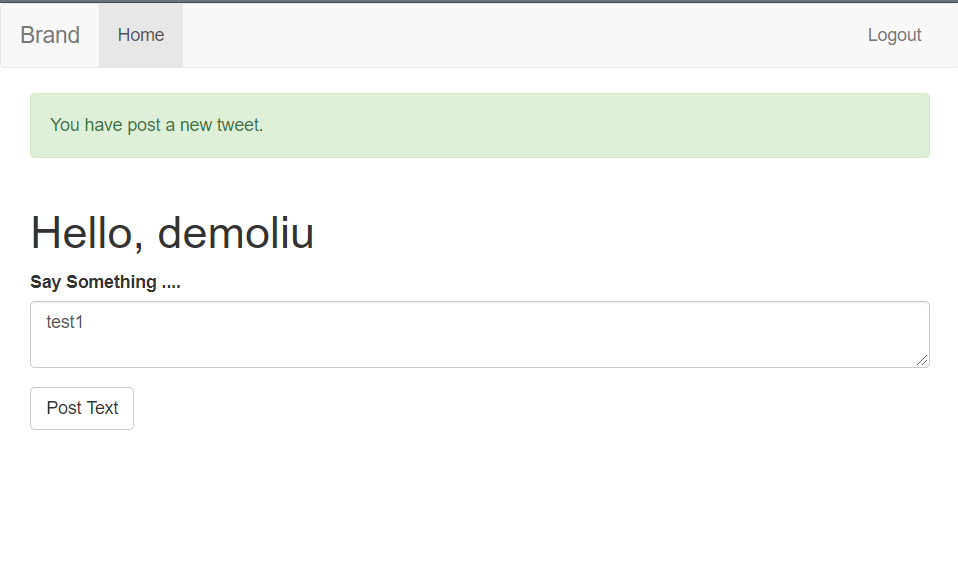 Brand Home Logout
You have post a new tweet.
Hello, demoliu
Say Something ....
test1
Post Text